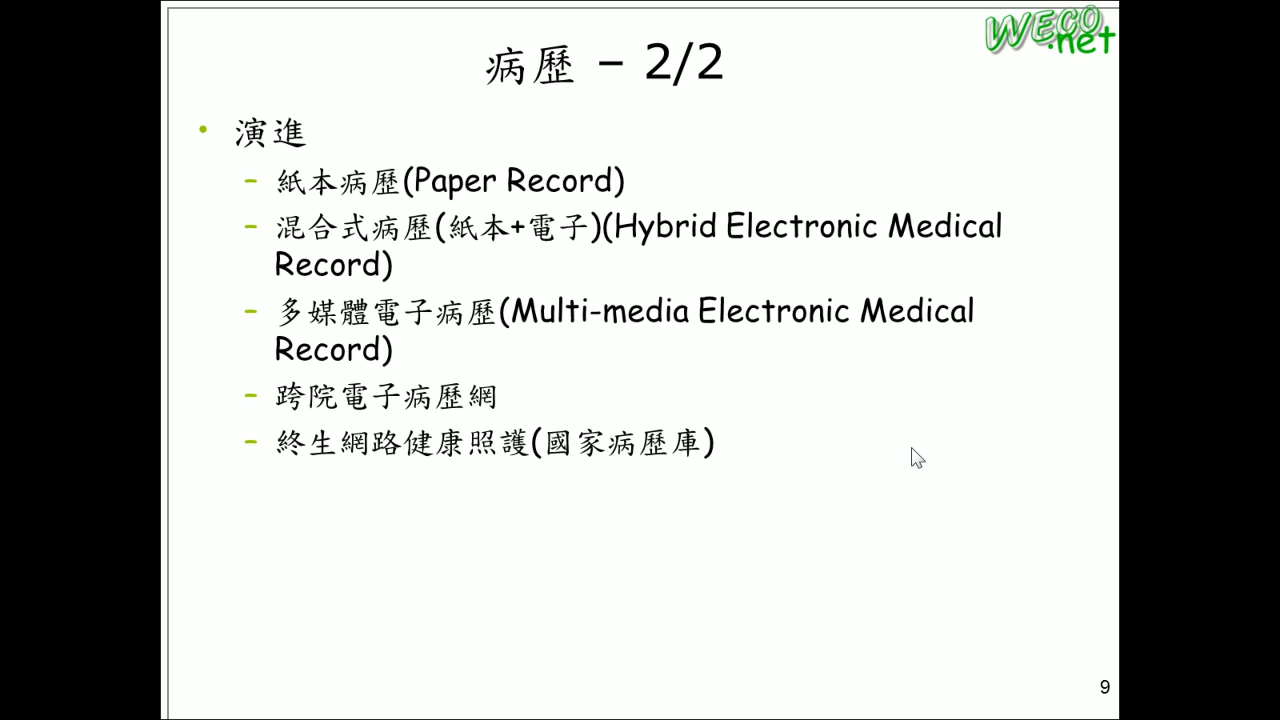 WECO
.net
病歷 – 2/2
• 演進
– 紙本病歷(Paper Record)
– 混合式病歷(紙本+電子)(Hybrid Electronic Medical
Record)
– 多媒體電子病歷(Multi-media Electronic Medical
Record)
– 跨院電子病歷網
– 終生網路健康照護(國家病歷庫)
9